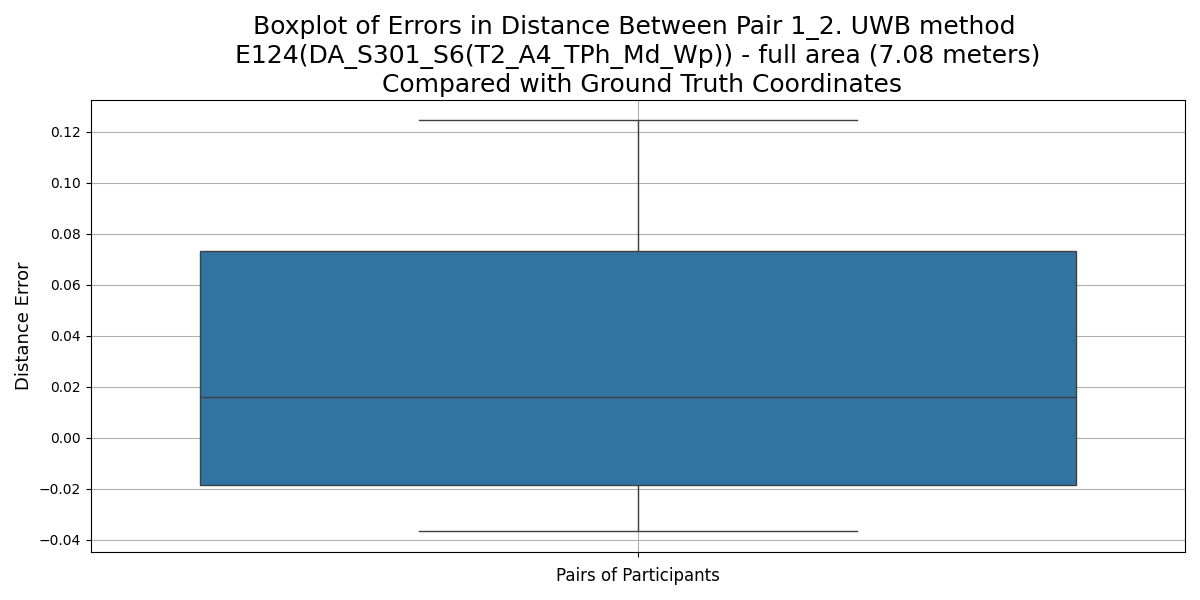 Boxplot of Errors in Distance Between Pair 1_2. UWB method
E124(DA_S301_S6(T2_A4_TPh_Md_Wp)) - full area (7.08 meters)
Compared with Ground Truth Coordinates
0.12
0.10
0.08
0.06
0.04
0.02
0.00
−0.02
−0.04
Distance Error
Pairs of Participants